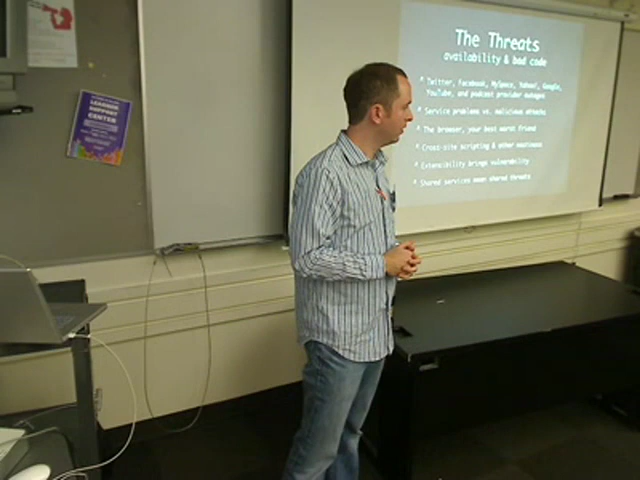 The Threats
availability & bad code
* Twitter, Facebook, MySpace, Yahoo!, Google,
YouTube, and podcast provider outages
* Service problems vs. malicious attacks
* The browser, your best worst friend
* Cross-site scripting & other
* Extensibility brings vulnerability
* Shared services mean shared threats
LEARNING
SUPPORT
CENTER